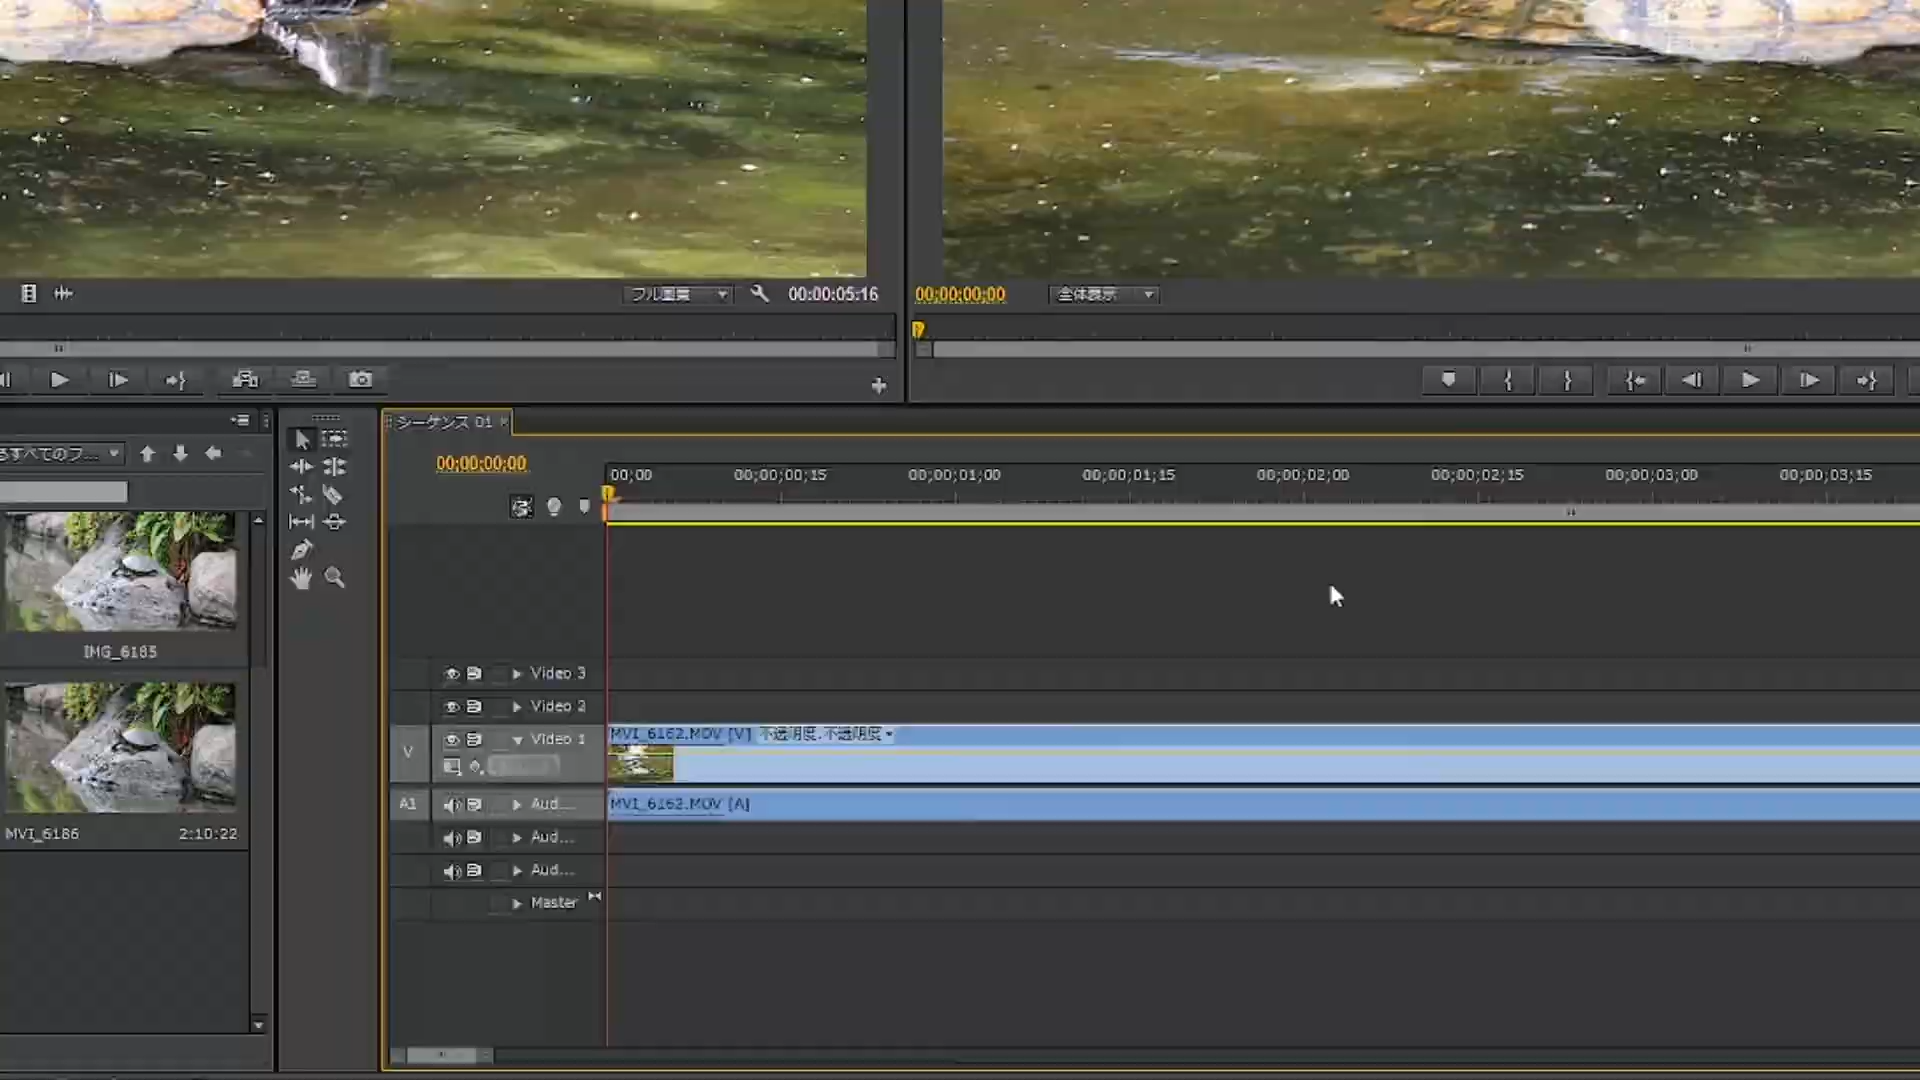 フル画質
00:00:05:16
00;00;00;00
全体表示
るすべてのフ...
シーケンス 01
00;00;00;00
00;00
00;00;00;15
00;00;01;00
00;00;01;15
00;00;02;00
00;00;02;15
00;00;03;00
00;00;03;15
IMG_6185
MVI_6186
2:10:22
Video 3
Video 2
V
Video 1
MVI_6162.MOV [V] 不透明度:不透明度
A1
Aud...
MVI_6162.MOV [A]
Aud...
Aud...
Master